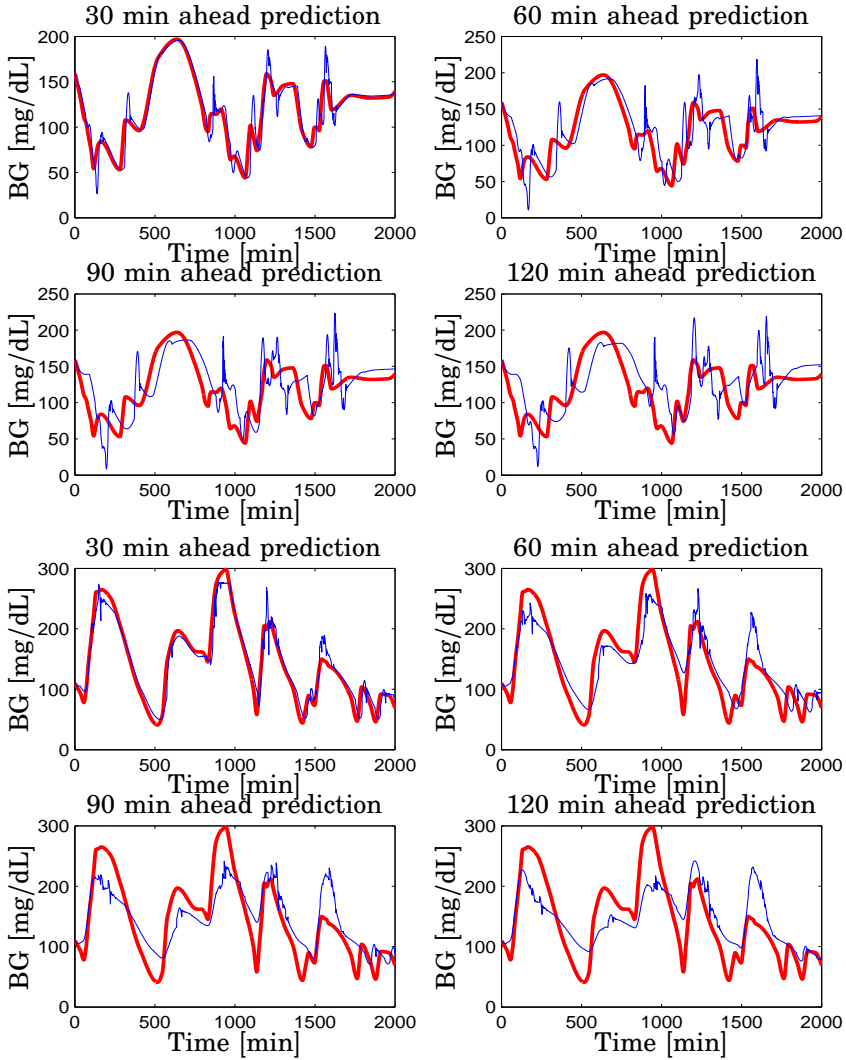 30 min ahead prediction
BG [mg/dL]
200
150
100
50
0
0 500 1000 1500 2000
Time [min]
60 min ahead prediction
BG [mg/dL]
250
200
150
100
50
0
0 500 1000 1500 2000
Time [min]
90 min ahead prediction
BG [mg/dL]
250
200
150
100
50
0
0 500 1000 1500 2000
Time [min]
120 min ahead prediction
BG [mg/dL]
250
200
150
100
50
0
0 500 1000 1500 2000
Time [min]
30 min ahead prediction
BG [mg/dL]
300
200
100
0
0 500 1000 1500 2000
Time [min]
60 min ahead prediction
BG [mg/dL]
300
200
100
0
0 500 1000 1500 2000
Time [min]
90 min ahead prediction
BG [mg/dL]
300
200
100
0
0 500 1000 1500 2000
Time [min]
120 min ahead prediction
BG [mg/dL]
300
200
100
0
0 500 1000 1500 2000
Time [min]